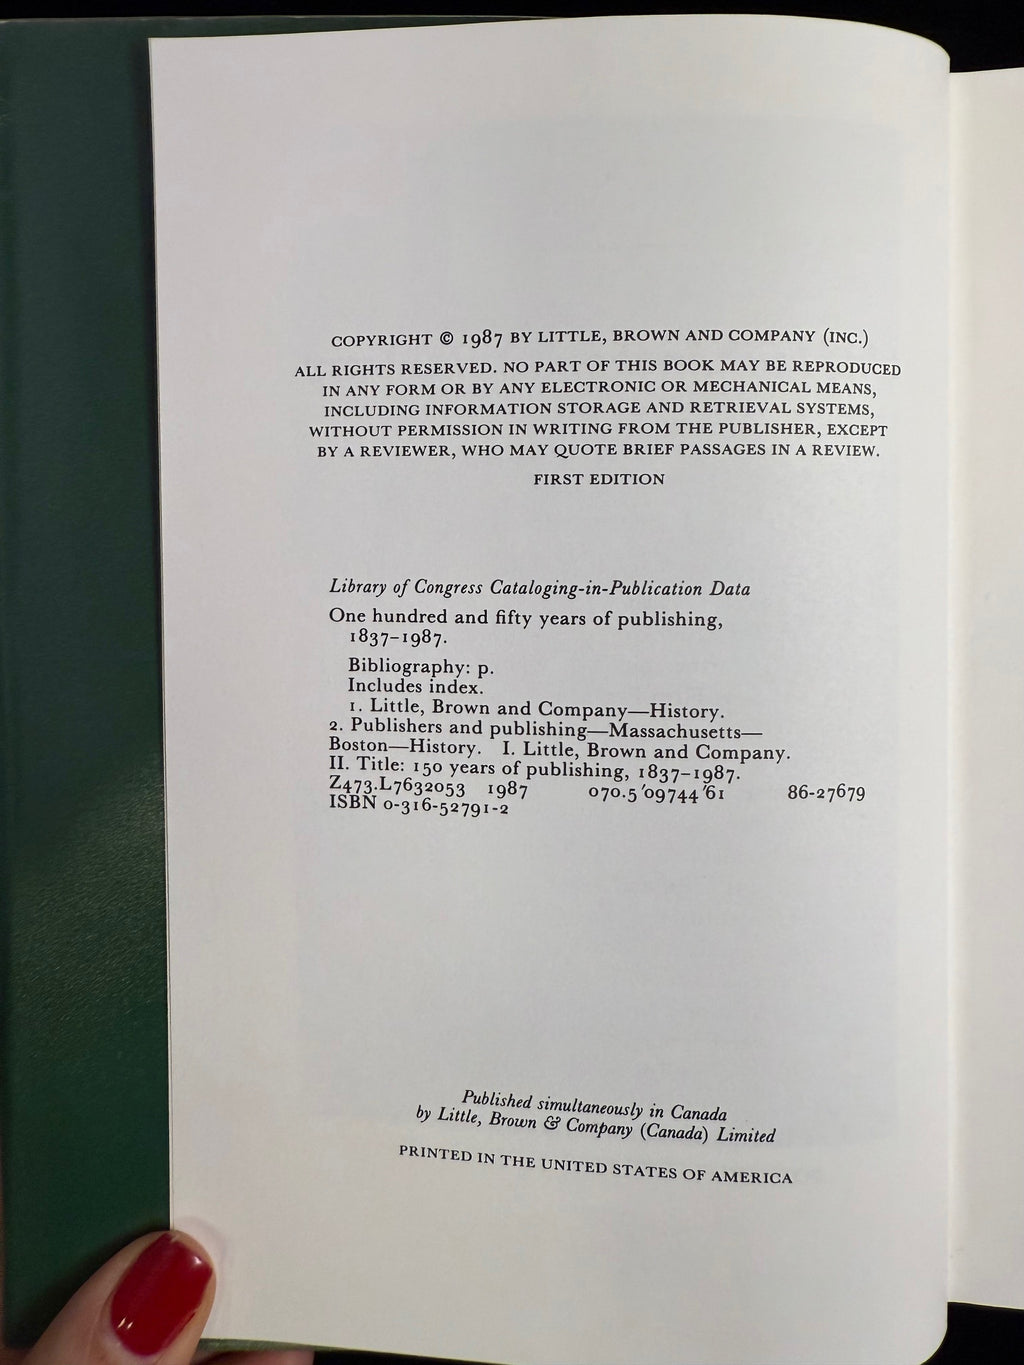 COPYRIGHT © 1987 BY LITTLE, BROWN AND COMPANY (INC.)
ALL RIGHTS RESERVED. NO PART OF THIS BOOK MAY BE REPRODUCED
IN ANY FORM OR BY ANY ELECTRONIC OR MECHANICAL MEANS,
INCLUDING INFORMATION STORAGE AND RETRIEVAL SYSTEMS,
WITHOUT PERMISSION IN WRITING FROM THE PUBLISHER, EXCEPT
BY A REVIEWER, WHO MAY QUOTE BRIEF PASSAGES IN A REVIEW.
FIRST EDITION
Library of Congress Cataloging-in-Publication Data
One hundred and fifty years of publishing,
1837–1987.
Bibliography: p.
Includes index.
1. Little, Brown and Company—History.
2. Publishers and publishing—Massachusetts—
Boston—History. I. Little, Brown and Company.
II. Title: 150 years of publishing, 1837–1987.
Z473.L7632053 1987 070.5'09744'61 86-27679
ISBN 0-316-52791-2
Published simultaneously in Canada
by Little, Brown & Company (Canada) Limited
PRINTED IN THE UNITED STATES OF AMERICA